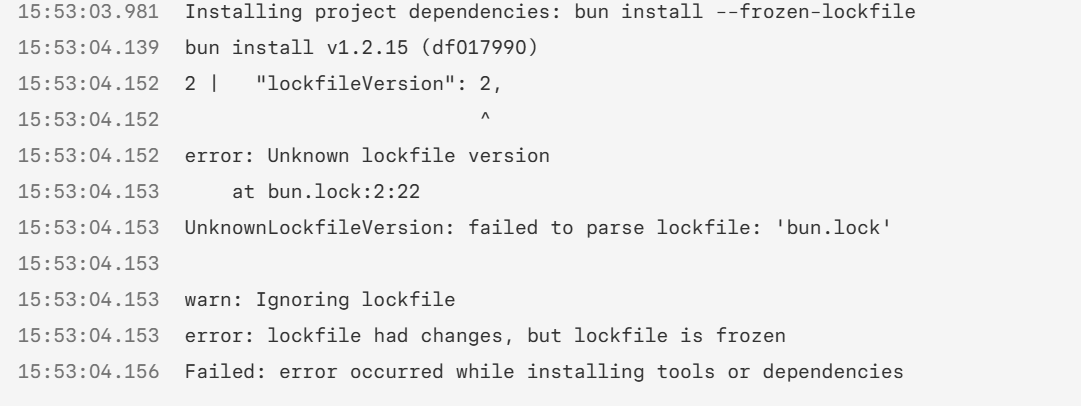 15:53:03.981 Installing project dependencies: bun install --frozen-lockfile
15:53:04.139 bun install v1.2.15 (df017990)
15:53:04.152 2 |   "lockfileVersion": 2,
15:53:04.152                          ^
15:53:04.152 error: Unknown lockfile version
15:53:04.153     at bun.lock:2:22
15:53:04.153 UnknownLockfileVersion: failed to parse lockfile: 'bun.lock'
15:53:04.153
15:53:04.153 warn: Ignoring lockfile
15:53:04.153 error: lockfile had changes, but lockfile is frozen
15:53:04.156 Failed: error occurred while installing tools or dependencies